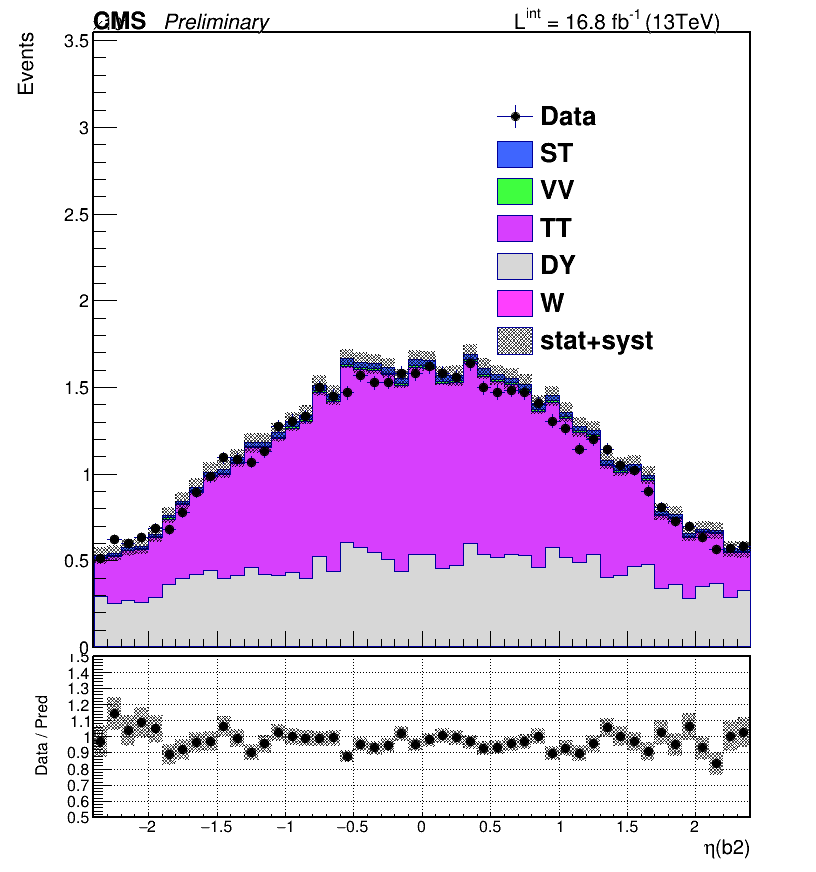 CMS Preliminary L^int = 16.8 fb^-1 (13TeV)
Events
3.5
3
2.5
2
1.5
1
0.5
0
Data
ST
VV
TT
DY
W
stat+syst
Data / Pred
1.5
1.4
1.3
1.2
1.1
1
0.9
0.8
0.7
0.6
0.5
−2 −1.5 −1 −0.5 0 0.5 1 1.5 2
η(b2)